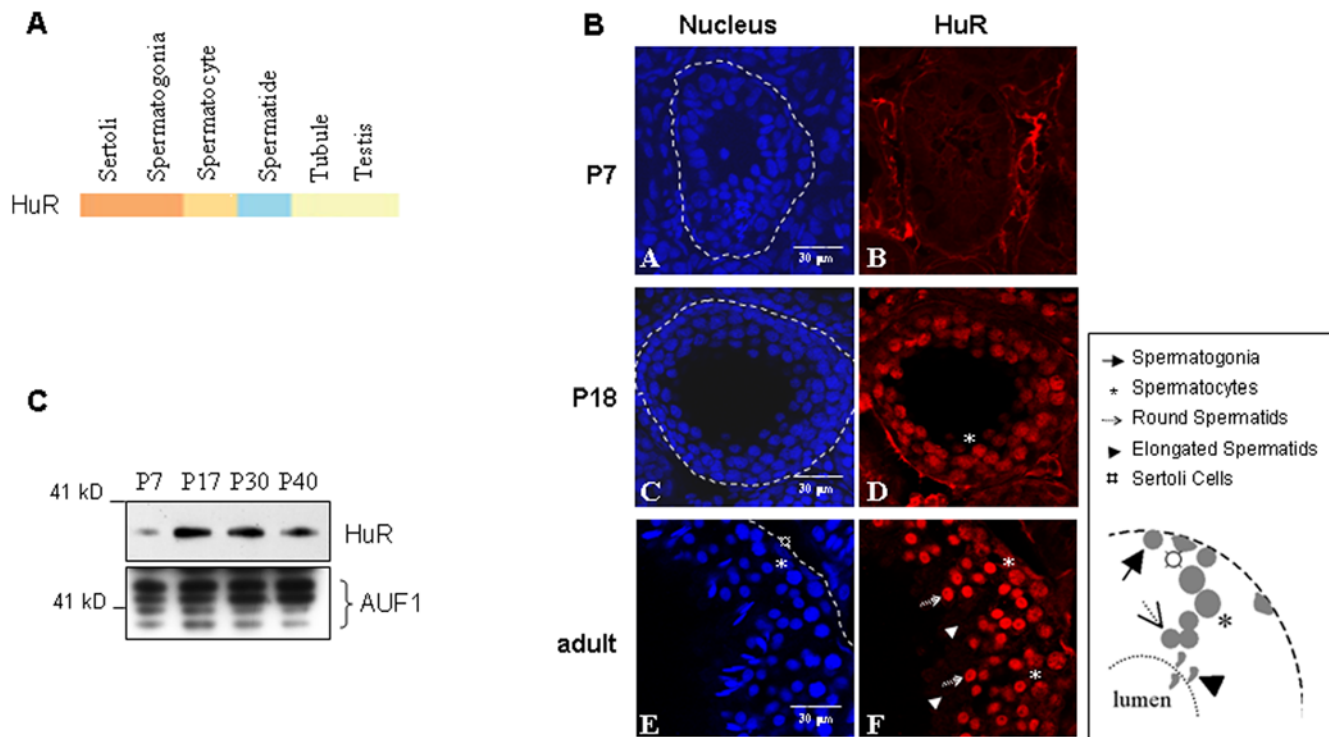 A
Sertoli
Spermatogonia
Spermatocyte
Spermatide
Tubule
Testis
HuR
B
Nucleus
HuR
P7
A
30 µm
B
P18
C
30 µm
D
*
adult
E
¤
*
30 µm
F
*
*
Spermatogonia
* Spermatocytes
Round Spermatids
Elongated Spermatids
¤ Sertoli Cells
¤
*
lumen
C
P7 P17 P30 P40
41 kD
HuR
41 kD
AUF1